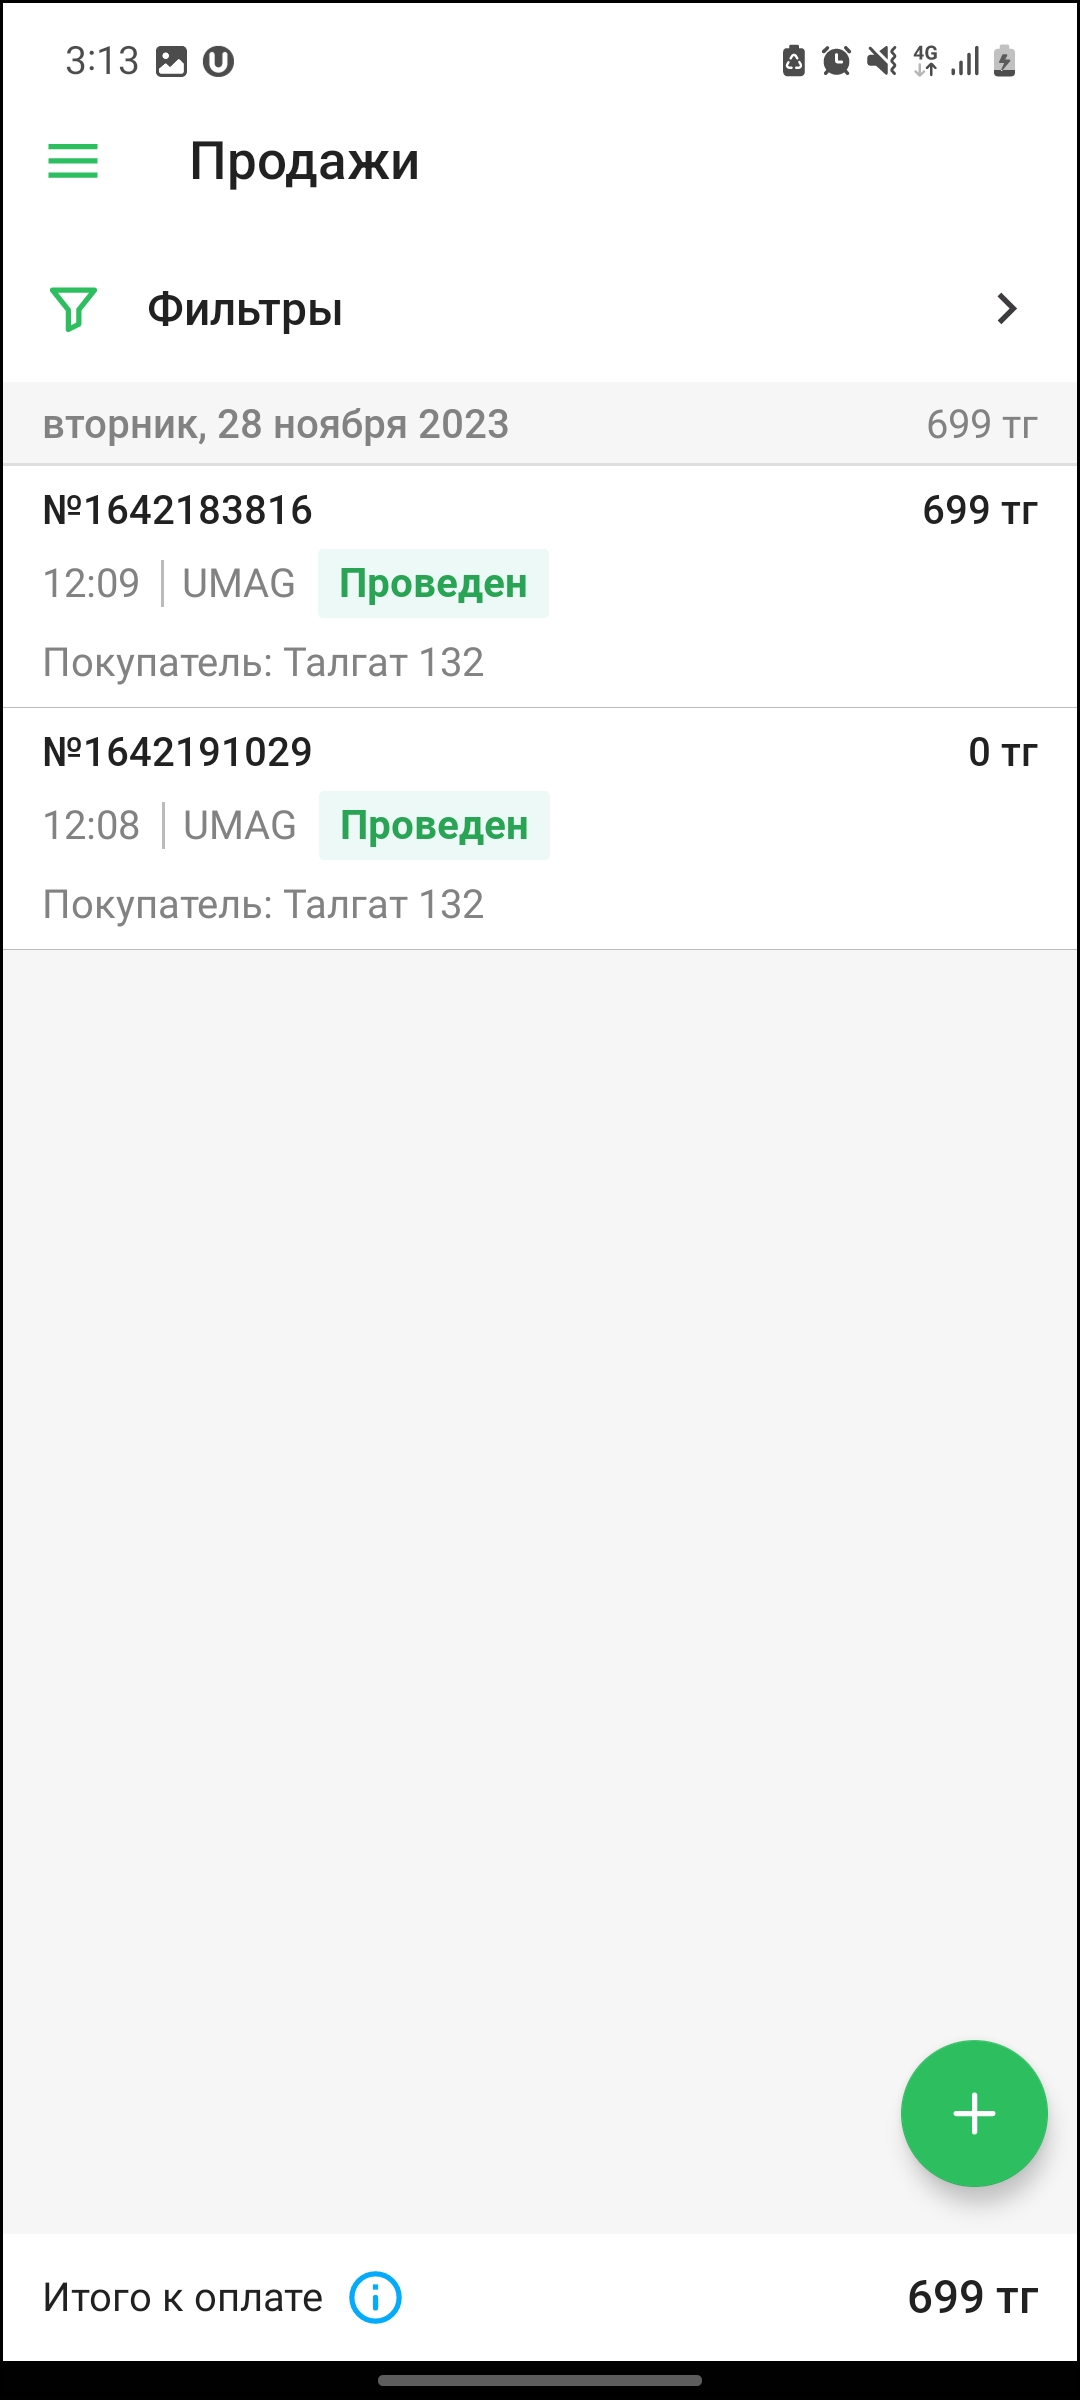 3:13
4G
Продажи
Фильтры
вторник, 28 ноября 2023 699 тг
№1642183816 699 тг
12:09 UMAG Проведен
Покупатель: Талгат 132
№1642191029 0 тг
12:08 UMAG Проведен
Покупатель: Талгат 132
Итого к оплате 699 тг